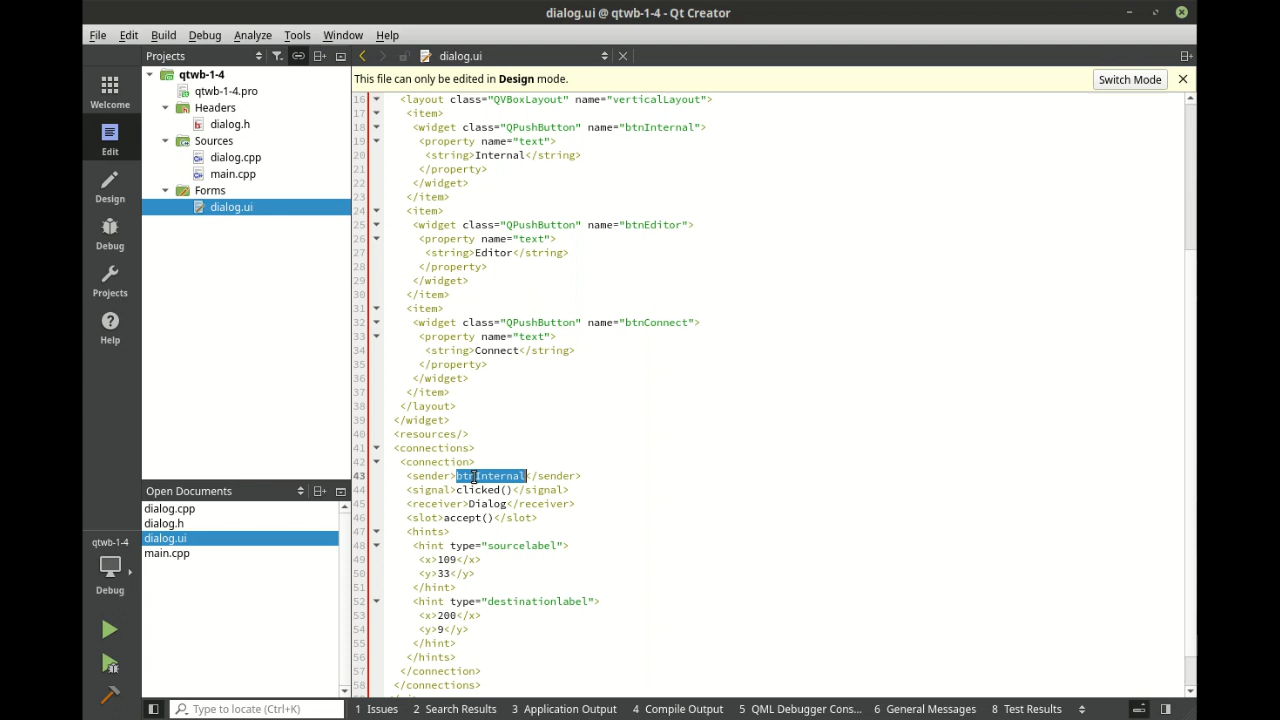 dialog.ui @ qtwb-1-4 - Qt Creator
File Edit Build Debug Analyze Tools Window Help
Projects
dialog.ui
Welcome
Edit
Design
Debug
Projects
Help
qtwb-1-4
Debug
qtwb-1-4
qtwb-1-4.pro
Headers
dialog.h
Sources
dialog.cpp
main.cpp
Forms
dialog.ui
Open Documents
dialog.cpp
dialog.h
dialog.ui
main.cpp
This file can only be edited in Design mode.
Switch Mode
16 <layout class="QVBoxLayout" name="verticalLayout">
17 <item>
18 <widget class="QPushButton" name="btnInternal">
19 <property name="text">
20 <string>Internal</string>
21 </property>
22 </widget>
23 </item>
24 <item>
25 <widget class="QPushButton" name="btnEditor">
26 <property name="text">
27 <string>Editor</string>
28 </property>
29 </widget>
30 </item>
31 <item>
32 <widget class="QPushButton" name="btnConnect">
33 <property name="text">
34 <string>Connect</string>
35 </property>
36 </widget>
37 </item>
38 </layout>
39 </widget>
40 <resources/>
41 <connections>
42 <connection>
43 <sender>btnInternal</sender>
44 <signal>clicked()</signal>
45 <receiver>Dialog</receiver>
46 <slot>accept()</slot>
47 <hints>
48 <hint type="sourcelabel">
49 <x>109</x>
50 <y>33</y>
51 </hint>
52 <hint type="destinationlabel">
53 <x>200</x>
54 <y>9</y>
55 </hint>
56 </hints>
57 </connection>
58 </connections>
Type to locate (Ctrl+K) 1 Issues 2 Search Results 3 Application Output 4 Compile Output 5 QML Debugger Cons... 6 General Messages 8 Test Results